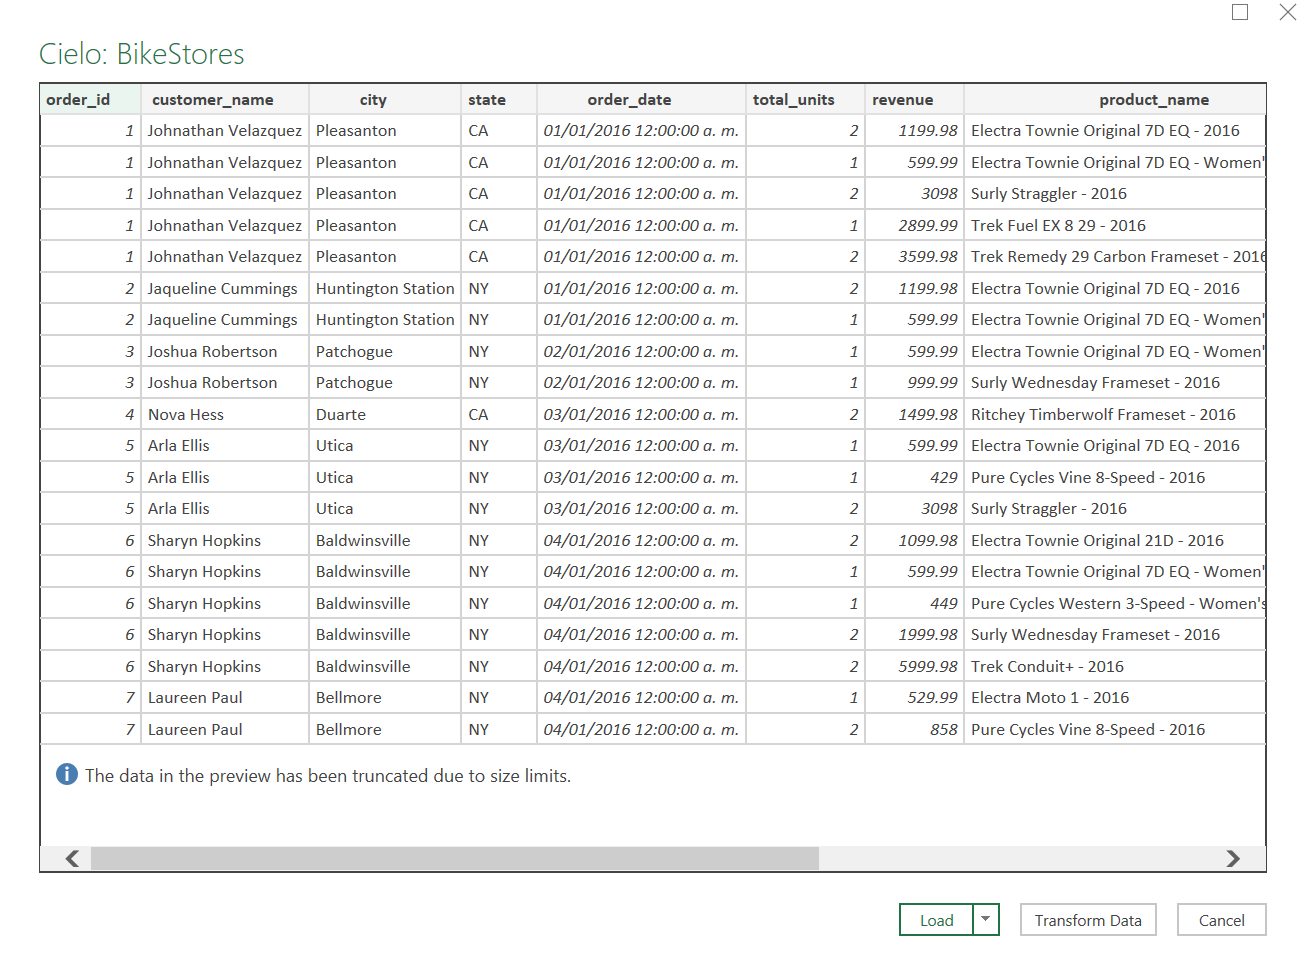 Cielo: BikeStores
order_id customer_name city state order_date total_units revenue product_name
1 Johnathan Velazquez Pleasanton CA 01/01/2016 12:00:00 a. m. 2 1199.98 Electra Townie Original 7D EQ - 2016
1 Johnathan Velazquez Pleasanton CA 01/01/2016 12:00:00 a. m. 1 599.99 Electra Townie Original 7D EQ - Women'
1 Johnathan Velazquez Pleasanton CA 01/01/2016 12:00:00 a. m. 2 3098 Surly Straggler - 2016
1 Johnathan Velazquez Pleasanton CA 01/01/2016 12:00:00 a. m. 1 2899.99 Trek Fuel EX 8 29 - 2016
1 Johnathan Velazquez Pleasanton CA 01/01/2016 12:00:00 a. m. 2 3599.98 Trek Remedy 29 Carbon Frameset - 2016
2 Jaqueline Cummings Huntington Station NY 01/01/2016 12:00:00 a. m. 2 1199.98 Electra Townie Original 7D EQ - 2016
2 Jaqueline Cummings Huntington Station NY 01/01/2016 12:00:00 a. m. 1 599.99 Electra Townie Original 7D EQ - Women'
3 Joshua Robertson Patchogue NY 02/01/2016 12:00:00 a. m. 1 599.99 Electra Townie Original 7D EQ - Women'
3 Joshua Robertson Patchogue NY 02/01/2016 12:00:00 a. m. 1 999.99 Surly Wednesday Frameset - 2016
4 Nova Hess Duarte CA 03/01/2016 12:00:00 a. m. 2 1499.98 Ritchey Timberwolf Frameset - 2016
5 Arla Ellis Utica NY 03/01/2016 12:00:00 a. m. 1 599.99 Electra Townie Original 7D EQ - 2016
5 Arla Ellis Utica NY 03/01/2016 12:00:00 a. m. 1 429 Pure Cycles Vine 8-Speed - 2016
5 Arla Ellis Utica NY 03/01/2016 12:00:00 a. m. 2 3098 Surly Straggler - 2016
6 Sharyn Hopkins Baldwinsville NY 04/01/2016 12:00:00 a. m. 2 1099.98 Electra Townie Original 21D - 2016
6 Sharyn Hopkins Baldwinsville NY 04/01/2016 12:00:00 a. m. 1 599.99 Electra Townie Original 7D EQ - Women'
6 Sharyn Hopkins Baldwinsville NY 04/01/2016 12:00:00 a. m. 1 449 Pure Cycles Western 3-Speed - Women's
6 Sharyn Hopkins Baldwinsville NY 04/01/2016 12:00:00 a. m. 2 1999.98 Surly Wednesday Frameset - 2016
6 Sharyn Hopkins Baldwinsville NY 04/01/2016 12:00:00 a. m. 2 5999.98 Trek Conduit+ - 2016
7 Laureen Paul Bellmore NY 04/01/2016 12:00:00 a. m. 1 529.99 Electra Moto 1 - 2016
7 Laureen Paul Bellmore NY 04/01/2016 12:00:00 a. m. 2 858 Pure Cycles Vine 8-Speed - 2016
The data in the preview has been truncated due to size limits.
Load Transform Data Cancel